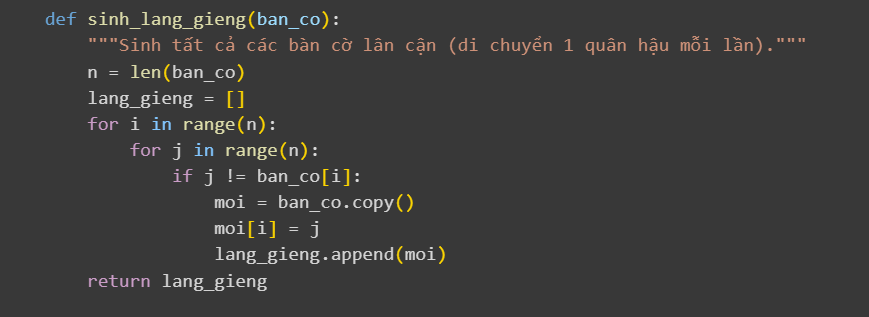 def sinh_lang_gieng(ban_co):
    """Sinh tất cả các bàn cờ lân cận (di chuyển 1 quân hậu mỗi lần)."""
    n = len(ban_co)
    lang_gieng = []
    for i in range(n):
        for j in range(n):
            if j != ban_co[i]:
                moi = ban_co.copy()
                moi[i] = j
                lang_gieng.append(moi)
    return lang_gieng